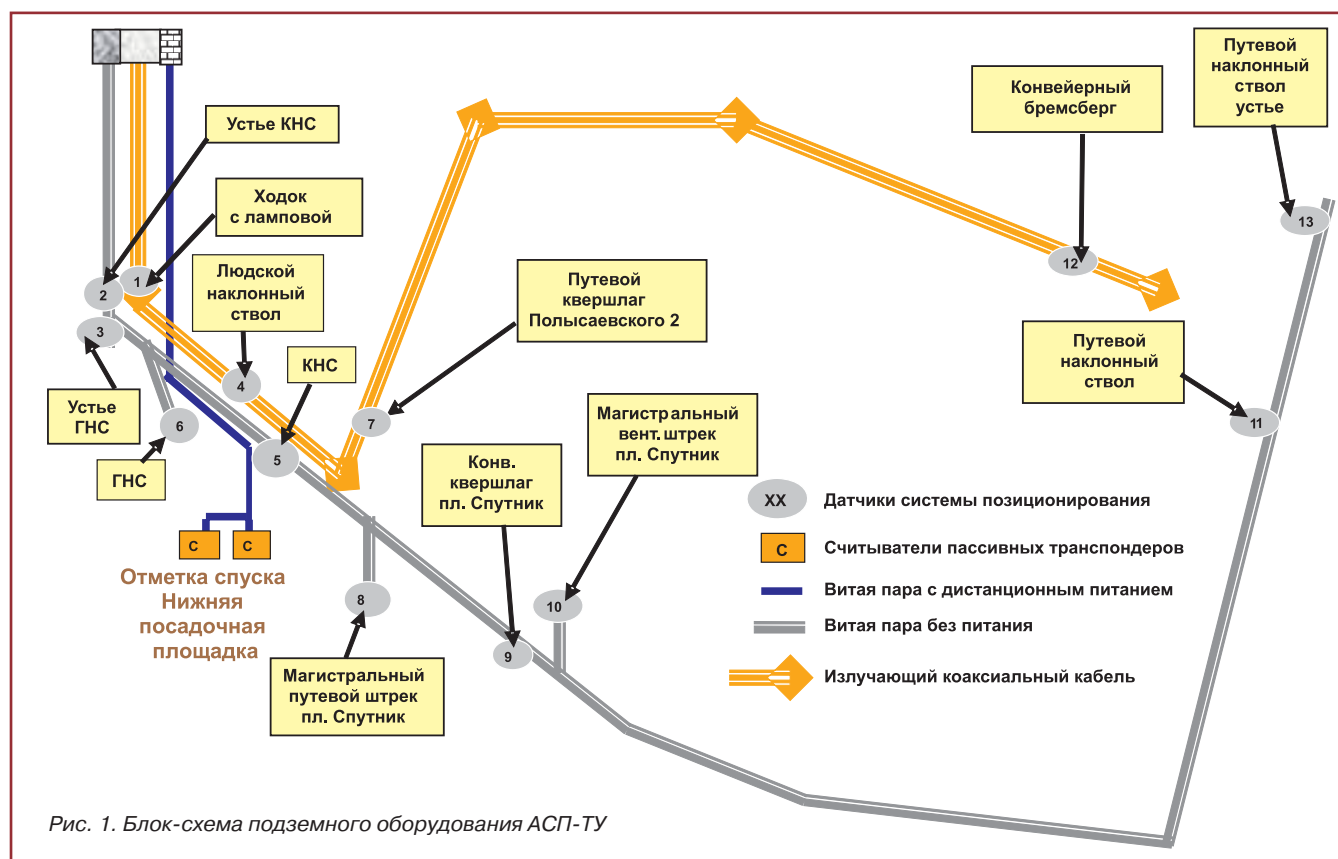 Устье КНС
Ходок
с ламповой
Людской
наклонный
ствол
КНС
Путевой
квершлаг
Полысаевского 2
Конвейерный
бремсберг
Путевой
наклонный
ствол
устье
1
2
3
4
5
6
7
8
9
10
11
12
13
Устье
ГНС
ГНС
Конв.
квершлаг
пл. Спутник
Магистральный
вент. штрек
пл. Спутник
Путевой
наклонный
ствол
С
С
Отметка спуска
Нижняя
посадочная
площадка
Магистральный
путевой штрек
пл. Спутник
XX Датчики системы позиционирования
С Считыватели пассивных транспондеров
Витая пара с дистанционным питанием
Витая пара без питания
Излучающий коаксиальный кабель
Рис. 1. Блок-схема подземного оборудования АСП-ТУ